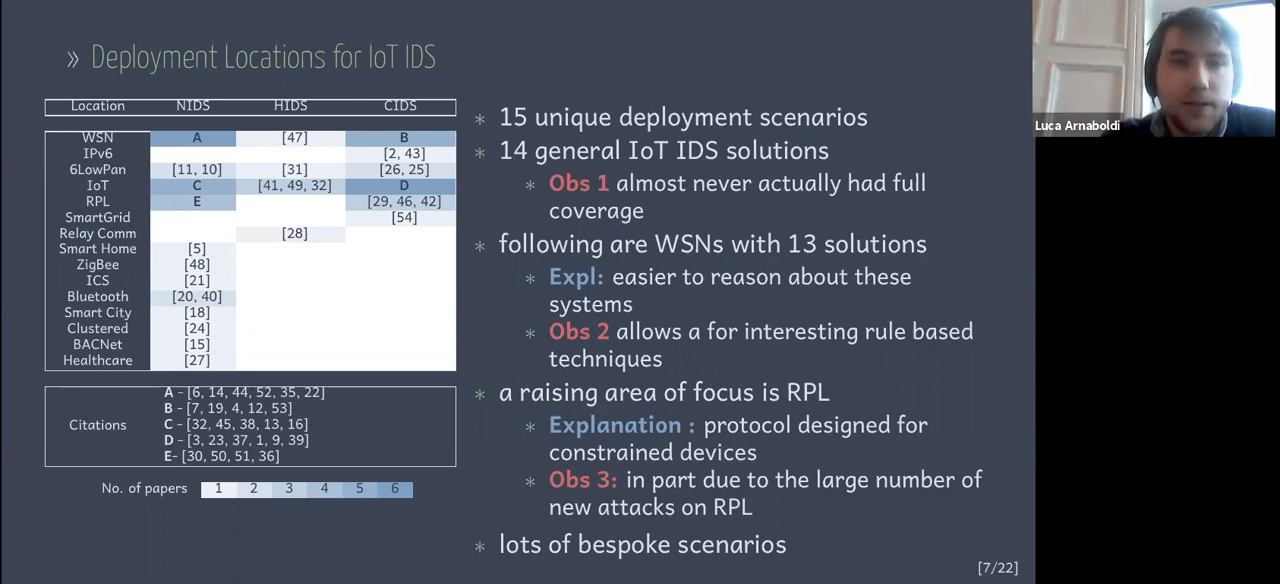 » Deployment Locations for IoT IDS
Location NIDS HIDS CIDS
WSN A [47] B
IPv6 [2, 43]
6LowPan [11, 10] [31] [26, 25]
IoT C [41, 49, 32] D
RPL E [29, 46, 42]
SmartGrid [54]
Relay Comm [28]
Smart Home [5]
ZigBee [48]
ICS [21]
Bluetooth [20, 40]
Smart City [18]
Clustered [24]
BACNet [15]
Healthcare [27]
Citations
A - [6, 14, 44, 52, 35, 22]
B - [7, 19, 4, 12, 53]
C - [32, 45, 38, 13, 16]
D - [3, 23, 37, 1, 9, 39]
E- [30, 50, 51, 36]
No. of papers 1 2 3 4 5 6
* 15 unique deployment scenarios
* 14 general IoT IDS solutions
* Obs 1 almost never actually had full
coverage
* following are WSNs with 13 solutions
* Expl: easier to reason about these
systems
* Obs 2 allows a for interesting rule based
techniques
* a raising area of focus is RPL
* Explanation : protocol designed for
constrained devices
* Obs 3: in part due to the large number of
new attacks on RPL
* lots of bespoke scenarios
[7/22]
Luca Arnaboldi